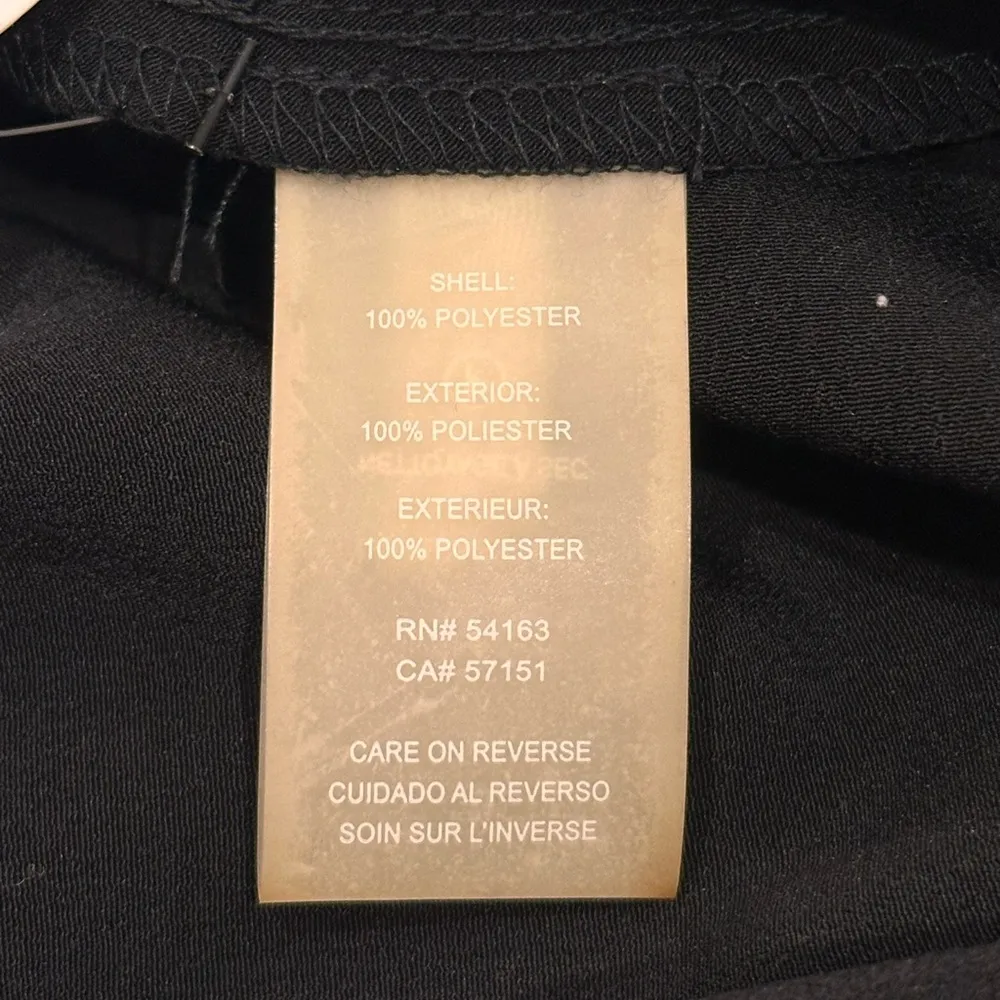 SHELL:
100% POLYESTER
EXTERIOR:
100% POLIESTER
EXTERIEUR:
100% POLYESTER
RN# 54163
CA# 57151
CARE ON REVERSE
CUIDADO AL REVERSO
SOIN SUR L'INVERSE